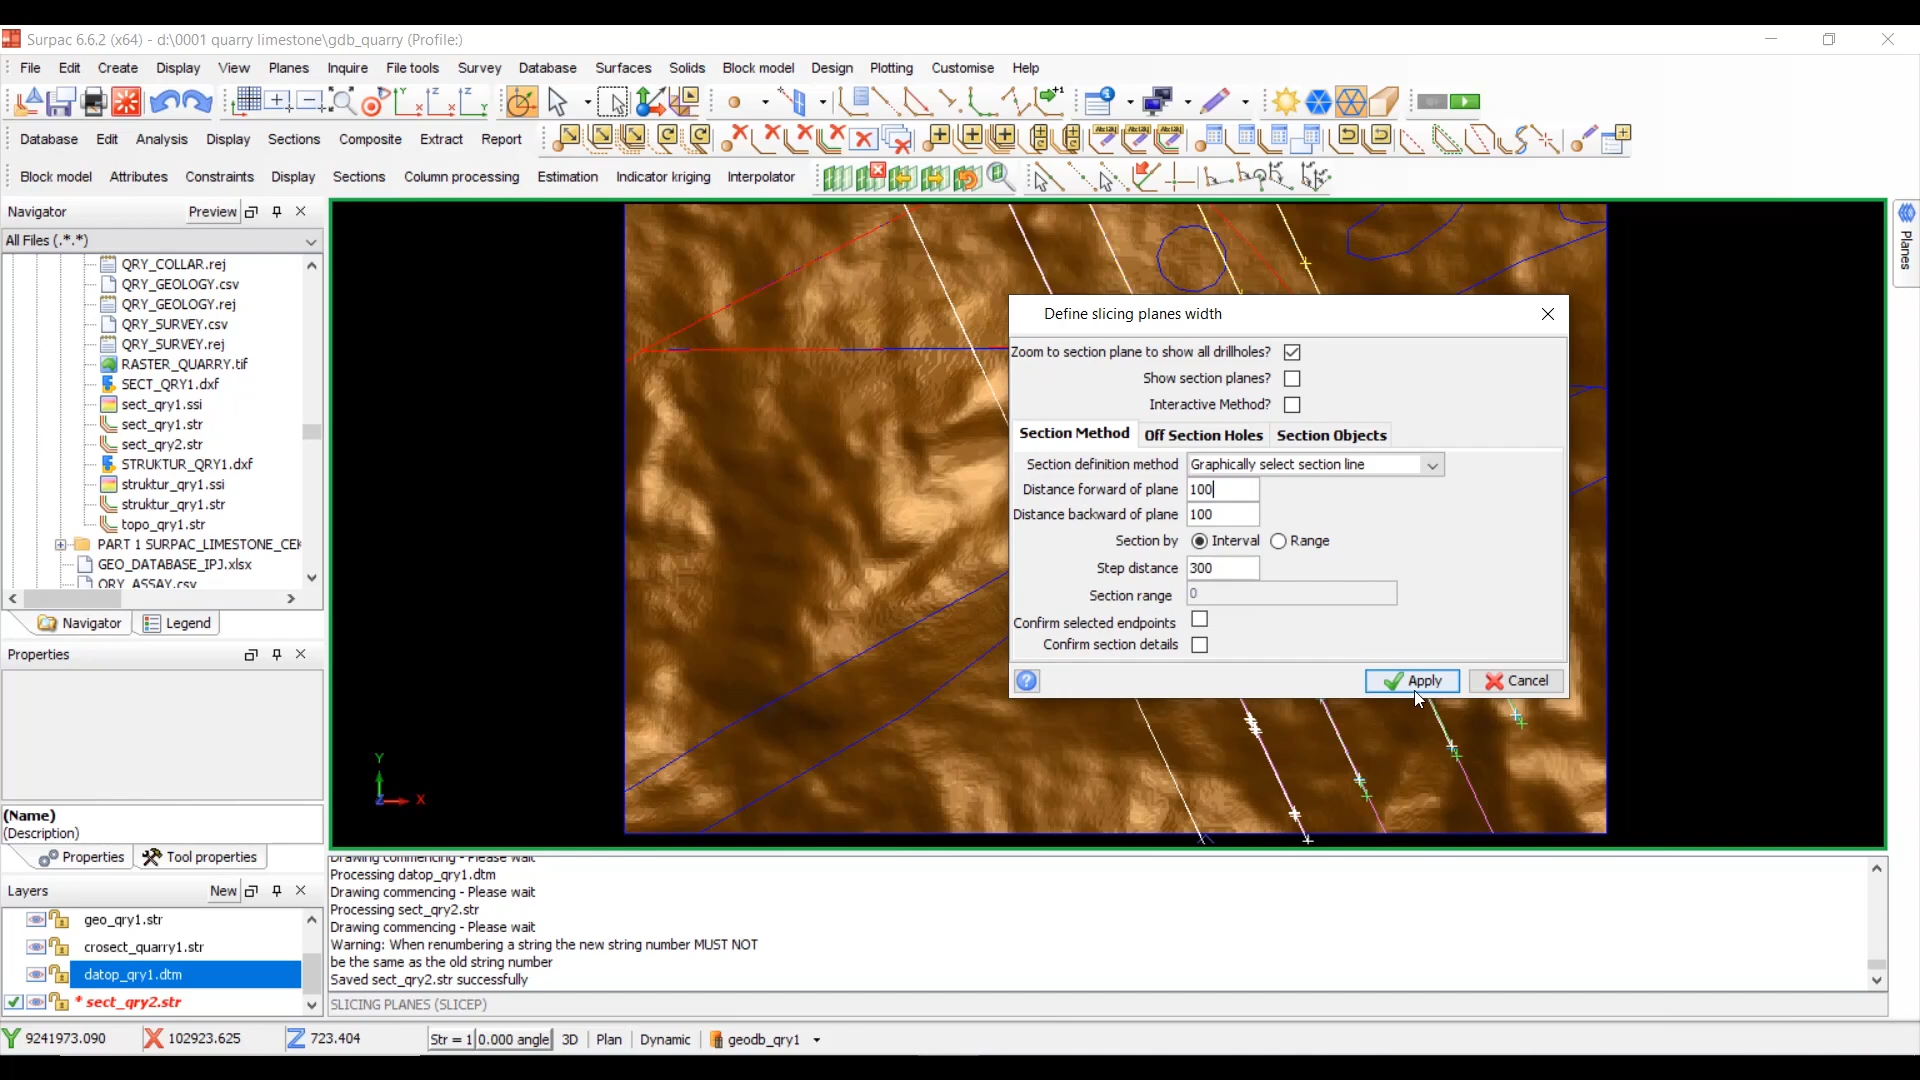 Surpac 6.6.2 (x64) - d:\0001 quarry limestone\gdb_quarry (Profile:)
File Edit Create Display View Planes Inquire File tools Survey Database Surfaces Solids Block model Design Plotting Customise Help
Database Edit Analysis Display Sections Composite Extract Report
Block model Attributes Constraints Display Sections Column processing Estimation Indicator kriging Interpolator
Navigator Preview
All Files (*.*)
QRY_COLLAR.rej
QRY_GEOLOGY.csv
QRY_GEOLOGY.rej
QRY_SURVEY.csv
QRY_SURVEY.rej
RASTER_QUARRY.tif
SECT_QRY1.dxf
sect_qry1.ssi
sect_qry1.str
sect_qry2.str
STRUKTUR_QRY1.dxf
struktur_qry1.ssi
struktur_qry1.str
topo_qry1.str
PART 1 SURPAC_LIMESTONE_CEK
GEO_DATABASE_IPJ.xlsx
QRY_ASSAY.csv
Navigator Legend
Properties
(Name)
(Description)
Properties Tool properties
Layers New
geo_qry1.str
crosect_quarry1.str
datop_qry1.dtm
* sect_qry2.str
Planes
Y
Z X
Define slicing planes width
Zoom to section plane to show all drillholes?
Show section planes?
Interactive Method?
Section Method Off Section Holes Section Objects
Section definition method Graphically select section line
Distance forward of plane 100
Distance backward of plane 100
Section by Interval Range
Step distance 300
Section range 0
Confirm selected endpoints
Confirm section details
? Apply Cancel
Drawing commencing - Please wait
Processing datop_qry1.dtm
Drawing commencing - Please wait
Processing sect_qry2.str
Drawing commencing - Please wait
Warning: When renumbering a string the new string number MUST NOT
be the same as the old string number
Saved sect_qry2.str successfully
SLICING PLANES (SLICEP)
Y 9241973.090 X 102923.625 Z 723.404 Str = 1 0.000 angle 3D Plan Dynamic geodb_qry1